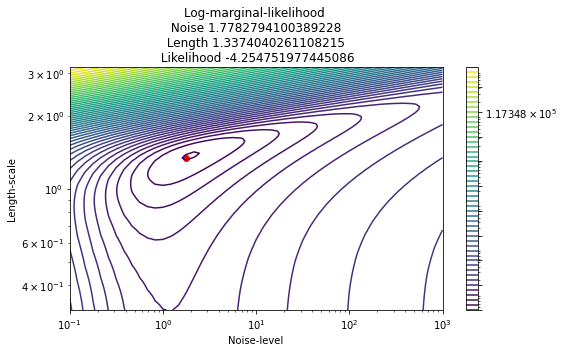 Log-marginal-likelihood
Noise 1.7782794100389228
Length 1.3374040261108215
Likelihood -4.254751977445086
3 × 10⁰
2 × 10⁰
10⁰
6 × 10⁻¹
4 × 10⁻¹
Length-scale
10⁻¹
10⁰
10¹
10²
10³
Noise-level
1.17348 × 10⁵